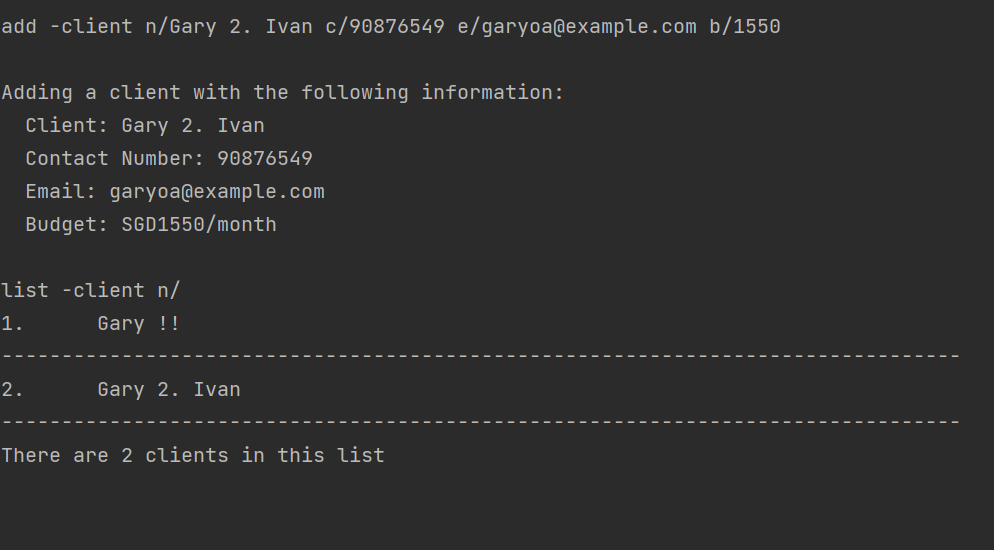 add -client n/Gary 2. Ivan c/90876549 e/garyoa@example.com b/1550
Adding a client with the following information:
Client: Gary 2. Ivan
Contact Number: 90876549
Email: garyoa@example.com
Budget: SGD1550/month
list -client n/
1.      Gary !!
--------------------------------------------------------------------------------
2.      Gary 2. Ivan
--------------------------------------------------------------------------------
There are 2 clients in this list